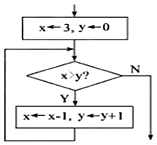 x←3, y←0
x>y?
N
Y
x←x-1, y←y+1